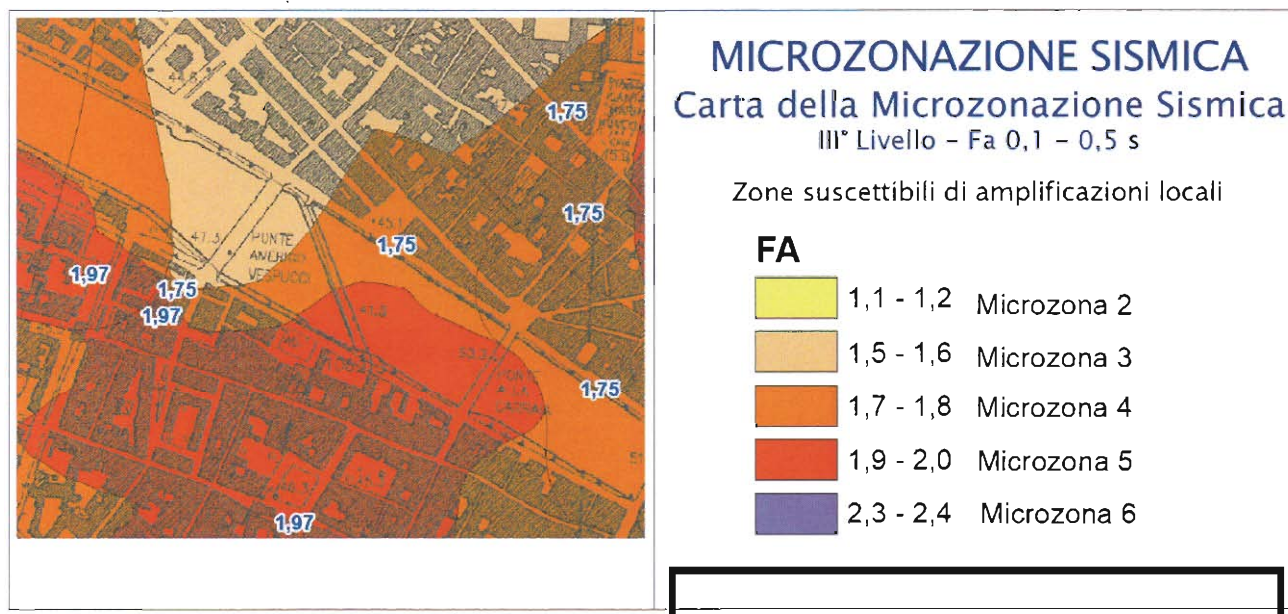 1,75
1,75
1,75
47.3 PONTE
1,97
1,75
VESPUCCI
1,97
1,75
1,97
MICROZONAZIONE SISMICA
Carta della Microzonazione Sismica
III° Livello – Fa 0,1 – 0,5 s
Zone suscettibili di amplificazioni locali
FA
1,1 - 1,2 Microzona 2
1,5 - 1,6 Microzona 3
1,7 - 1,8 Microzona 4
1,9 - 2,0 Microzona 5
2,3 - 2,4 Microzona 6